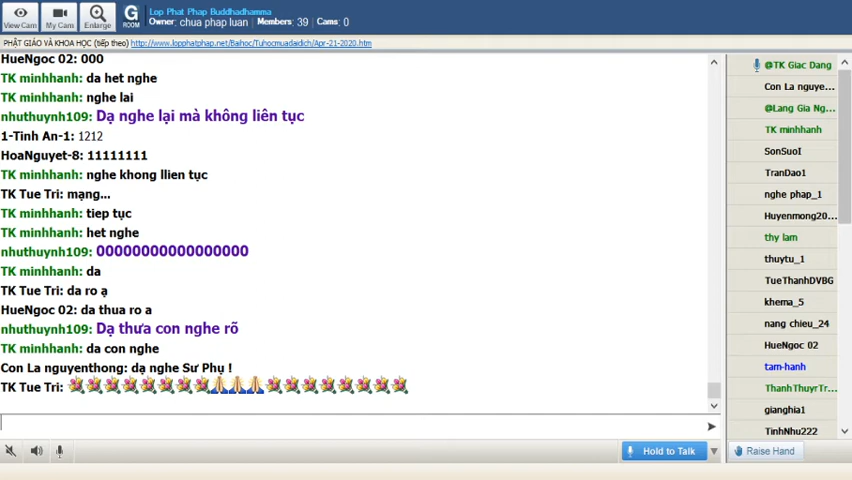 Lop Phat Phap Buddhadhamma
Owner: chua phap luan Members: 39 Cams: 0
View Cam
My Cam
Enlarge
G
ROOM
PHẬT GIÁO VÀ KHOA HỌC (tiếp theo) http://www.lopphatphap.net/Baihoc/Tuhocmuadaidich/Apr-21-2020.htm
HueNgoc 02: 000
TK minhhanh: da het nghe
TK minhhanh: nghe lai
nhuthuynh109: Dạ nghe lại mà không liên tục
1-Tinh An-1: 1212
HoaNguyet-8: 11111111
TK minhhanh: nghe khong llien tục
TK Tue Tri: mạng...
TK minhhanh: tiep tục
TK minhhanh: het nghe
nhuthuynh109: 00000000000000000
TK minhhanh: da
TK Tue Tri: da ro ạ
HueNgoc 02: da thua ro a
nhuthuynh109: Dạ thưa con nghe rõ
TK minhhanh: da con nghe
Con La nguyenthong: dạ nghe Sư Phụ !
TK Tue Tri:
@TK Giac Dang
Con La nguye...
@Lang Gia Ng...
TK minhhanh
SonSuoI
TranDao1
nghe phap_1
Huyenmong20...
thy lam
thuytu_1
TueThanhDVBG
khema_5
nang chieu_24
HueNgoc 02
tam-hanh
ThanhThuyrTr...
gianghia1
TinhNhu222
Hold to Talk
Raise Hand